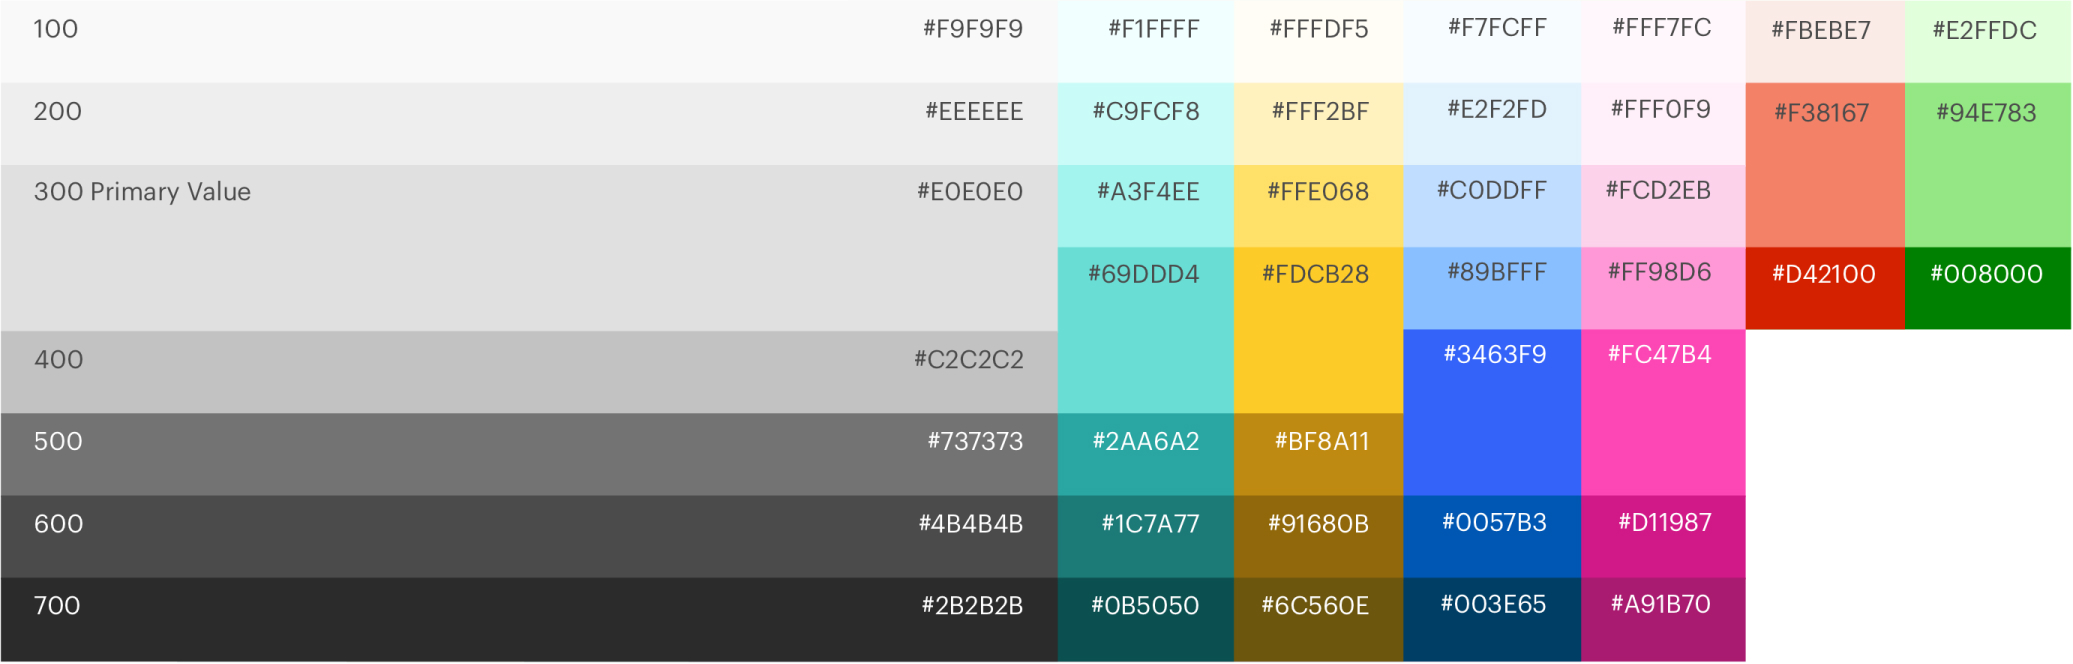 100 #F9F9F9 #F1FFFF #FFFDF5 #F7FCFF #FFF7FC #FBEBE7 #E2FFDC
200 #EEEEEE #C9FCF8 #FFF2BF #E2F2FD #FFF0F9 #F38167 #94E783
300 Primary Value #E0E0E0 #A3F4EE #FFE068 #C0DDFF #FCD2EB
#69DDD4 #FDCB28 #89BFFF #FF98D6 #D42100 #008000
400 #C2C2C2 #3463F9 #FC47B4
500 #737373 #2AA6A2 #BF8A11
600 #4B4B4B #1C7A77 #91680B #0057B3 #D11987
700 #2B2B2B #0B5050 #6C560E #003E65 #A91B70